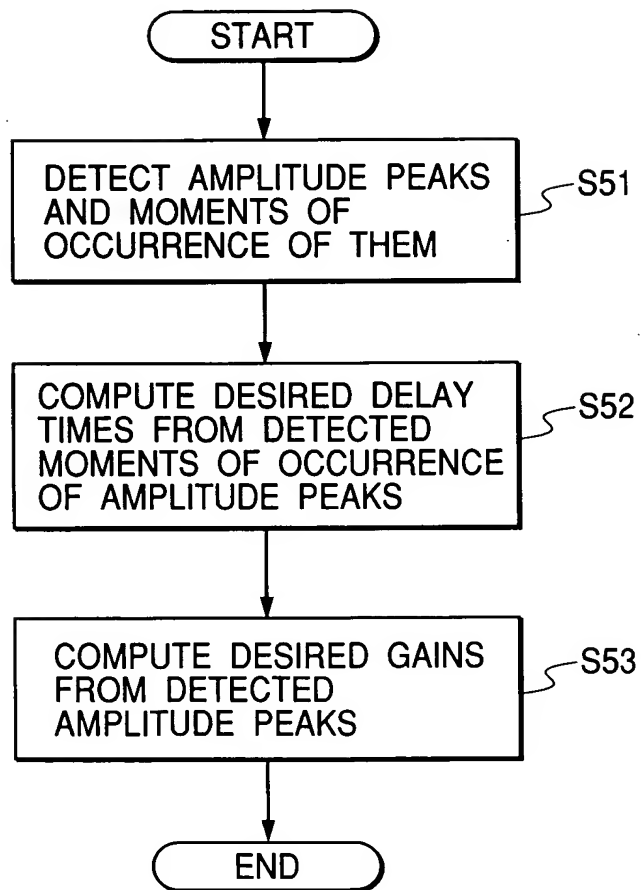 START
DETECT AMPLITUDE PEAKS
AND MOMENTS OF
OCCURRENCE OF THEM
S51
COMPUTE DESIRED DELAY
TIMES FROM DETECTED
MOMENTS OF OCCURRENCE
OF AMPLITUDE PEAKS
S52
COMPUTE DESIRED GAINS
FROM DETECTED
AMPLITUDE PEAKS
S53
END